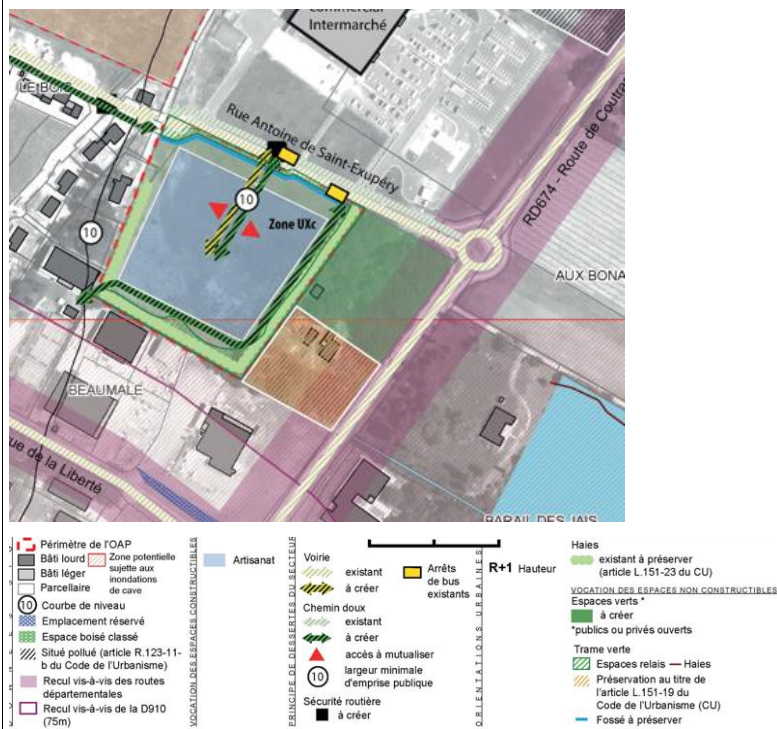 commercial
Intermarché
LE BOIS
Rue Antoine de Saint-Exupéry
RD674 - Route de Coutra
10
Zone UXc
10
AUX BONA
BEAUMALE
ue de la Liberté
BARAIL DES JAIS
Périmètre de l'OAP
Bâti lourd
Bâti léger
Parcellaire
Zone potentielle
sujette aux
inondations
de cave
10 Courbe de niveau
Emplacement réservé
Espace boisé classé
Situé pollué (article R.123-11-
b du Code de l'Urbanisme)
Recul vis-à-vis des routes
départementales
Recul vis-à-vis de la D910
(75m)
VOCATION DES ESPACES CONSTRUCTIBLES
Artisanat
PRINCIPE DE DESSERTES DU SECTEUR
Voirie
existant
à créer
Chemin doux
existant
à créer
accès à mutualiser
10 largeur minimale
d'emprise publique
Sécurité routière
à créer
Arrêts
de bus
existants
ORIENTATIONS URBAINES
R+1 Hauteur
Haies
existant à préserver
(article L.151-23 du CU)
VOCATION DES ESPACES NON CONSTRUCTIBLES
Espaces verts *
à créer
*publics ou privés ouverts
Trame verte
Espaces relais Haies
Préservation au titre de
l'article L.151-19 du
Code de l'Urbanisme (CU)
Fossé à préserver